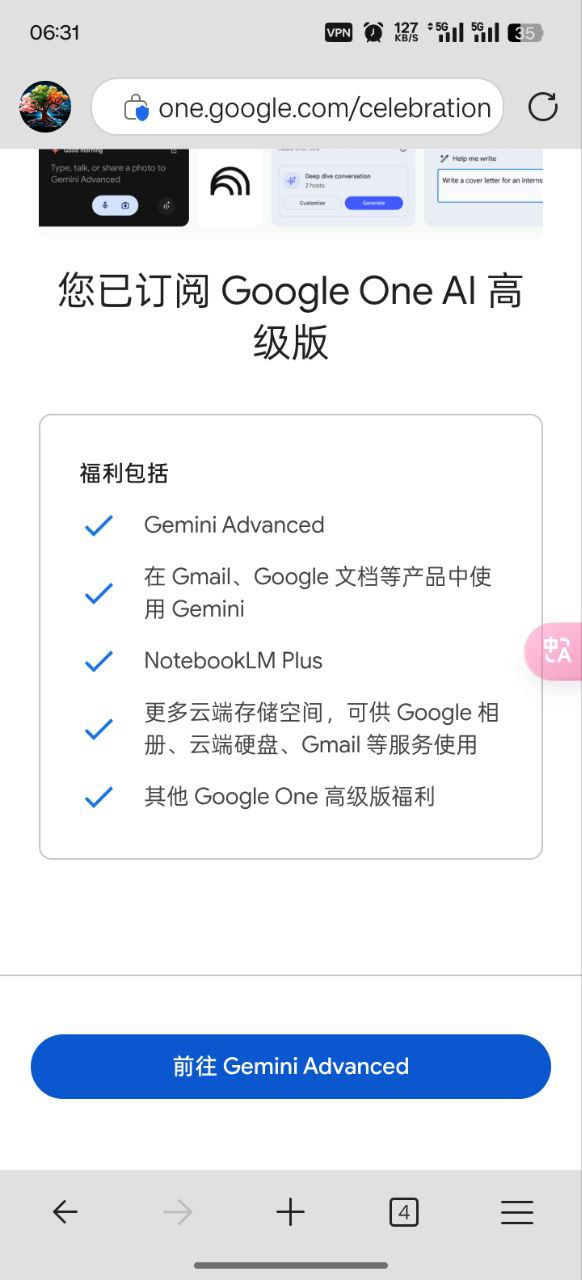 06:31
VPN
127
KB/S
5G
5G
35
one.google.com/celebration
Good morning
Type, talk, or share a photo to
Gemini Advanced
Deep dive conversation
2 hosts
Customize
Generate
Help me write
Write a cover letter for an interns
您已订阅 Google One AI 高
级版
福利包括
Gemini Advanced
在 Gmail、Google 文档等产品中使
用 Gemini
NotebookLM Plus
更多云端存储空间，可供 Google 相
册、云端硬盘、Gmail 等服务使用
其他 Google One 高级版福利
中
A
前往 Gemini Advanced
4